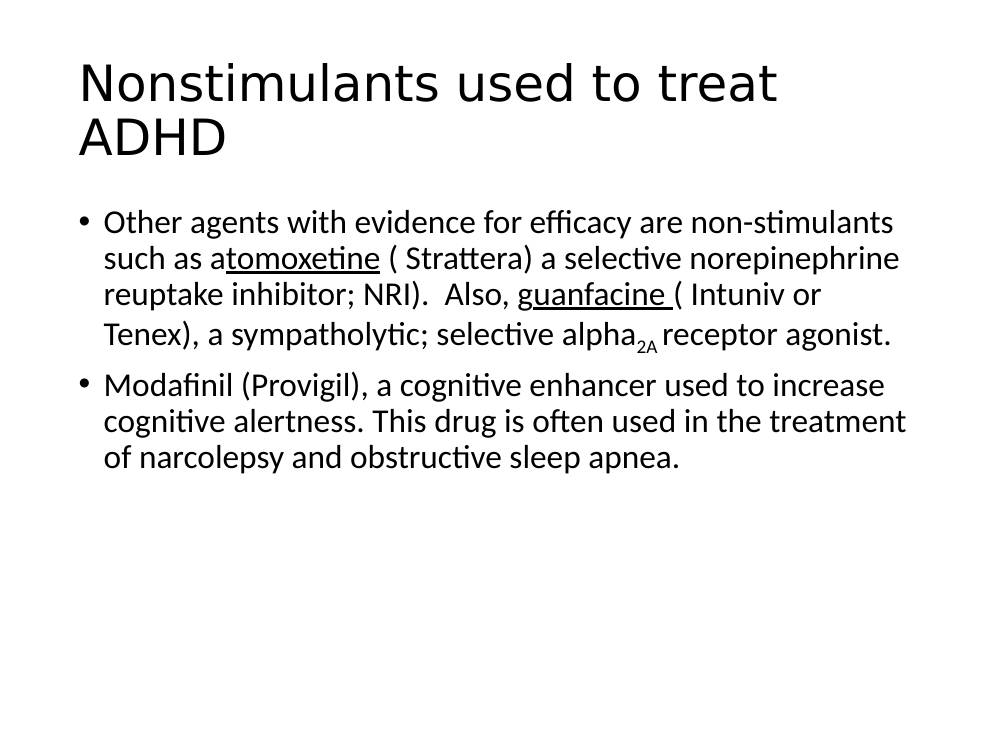 Nonstimulants used to treat
ADHD
• Other agents with evidence for efficacy are non-stimulants
such as atomoxetine ( Strattera) a selective norepinephrine
reuptake inhibitor; NRI).  Also, guanfacine ( Intuniv or
Tenex), a sympatholytic; selective alpha2A receptor agonist.
• Modafinil (Provigil), a cognitive enhancer used to increase
cognitive alertness. This drug is often used in the treatment
of narcolepsy and obstructive sleep apnea.